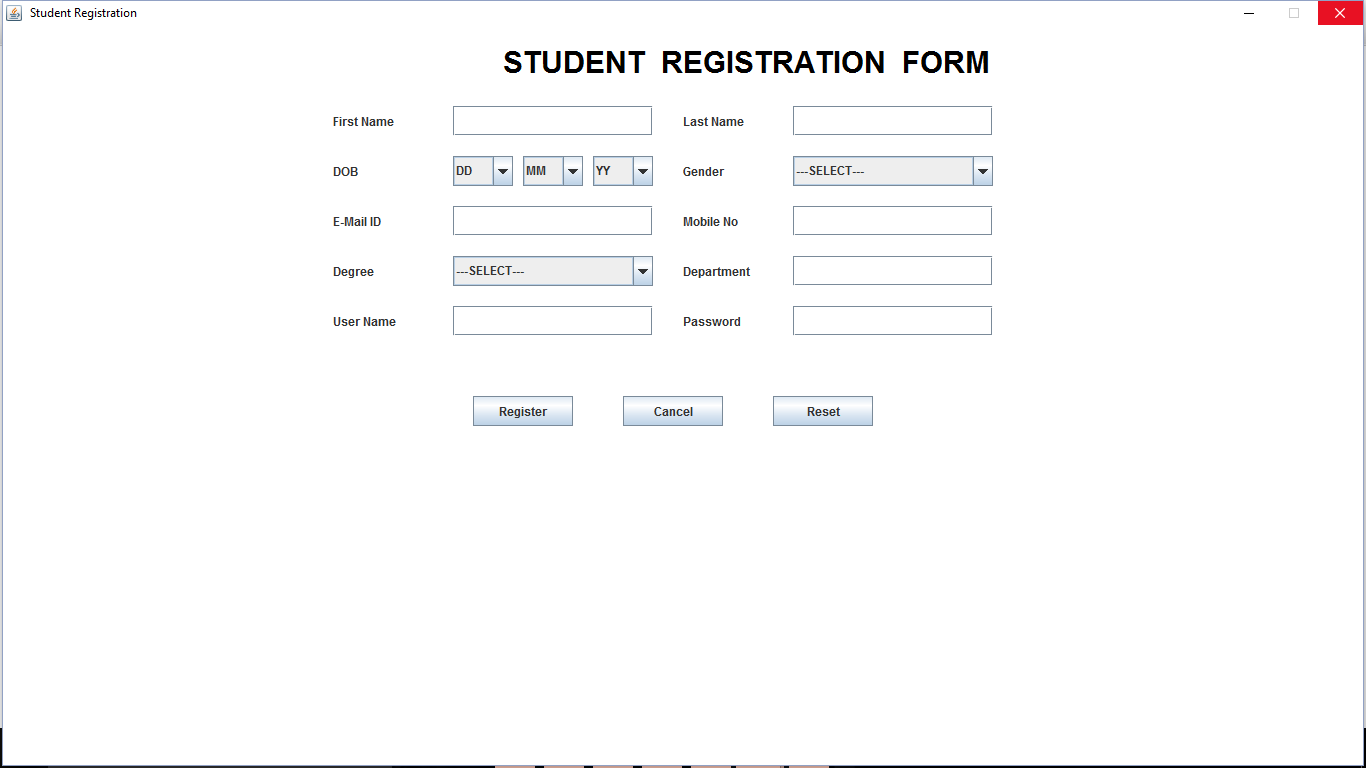 Student Registration
STUDENT REGISTRATION FORM
First Name Last Name
DOB DD MM YY Gender ---SELECT---
E-Mail ID Mobile No
Degree ---SELECT--- Department
User Name Password
Register Cancel Reset